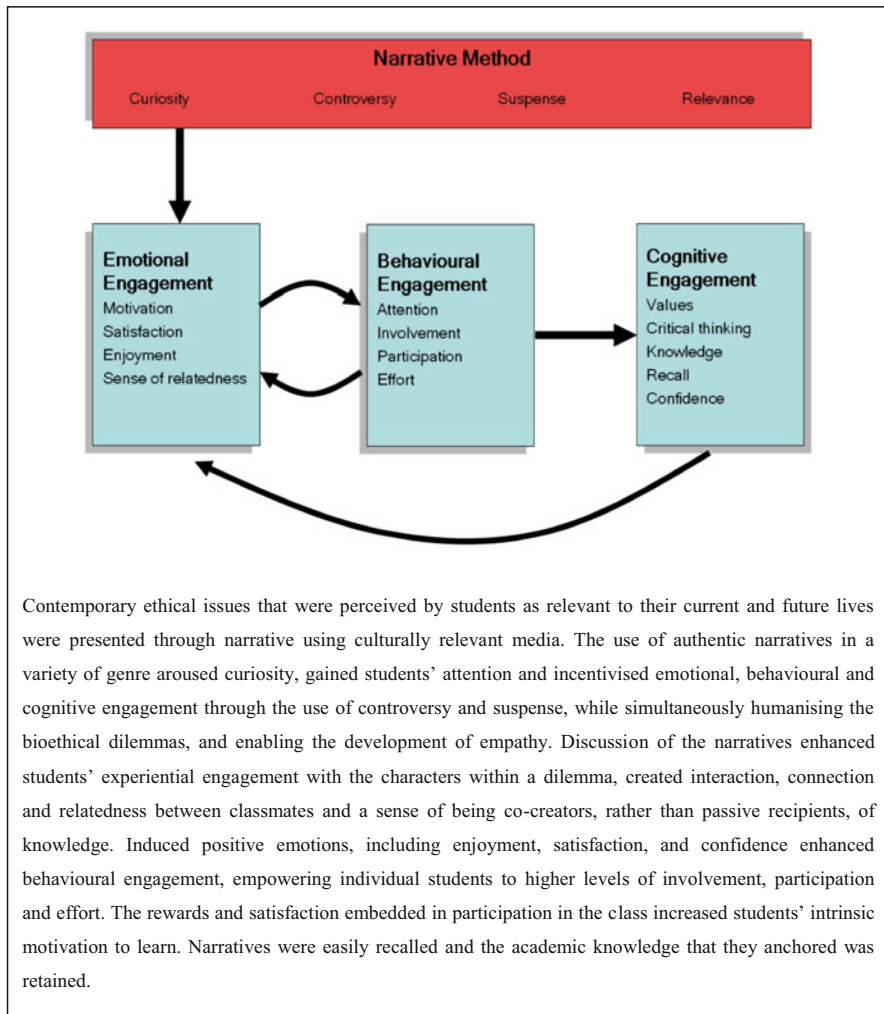 Narrative Method
Curiosity Controversy Suspense Relevance
Emotional
Engagement
Motivation
Satisfaction
Enjoyment
Sense of relatedness
Behavioural
Engagement
Attention
Involvement
Participation
Effort
Cognitive
Engagement
Values
Critical thinking
Knowledge
Recall
Confidence
Contemporary ethical issues that were perceived by students as relevant to their current and future lives
were presented through narrative using culturally relevant media. The use of authentic narratives in a
variety of genre aroused curiosity, gained students’ attention and incentivised emotional, behavioural and
cognitive engagement through the use of controversy and suspense, while simultaneously humanising the
bioethical dilemmas, and enabling the development of empathy. Discussion of the narratives enhanced
students’ experiential engagement with the characters within a dilemma, created interaction, connection
and relatedness between classmates and a sense of being co-creators, rather than passive recipients, of
knowledge. Induced positive emotions, including enjoyment, satisfaction, and confidence enhanced
behavioural engagement, empowering individual students to higher levels of involvement, participation
and effort. The rewards and satisfaction embedded in participation in the class increased students’ intrinsic
motivation to learn. Narratives were easily recalled and the academic knowledge that they anchored was
retained.